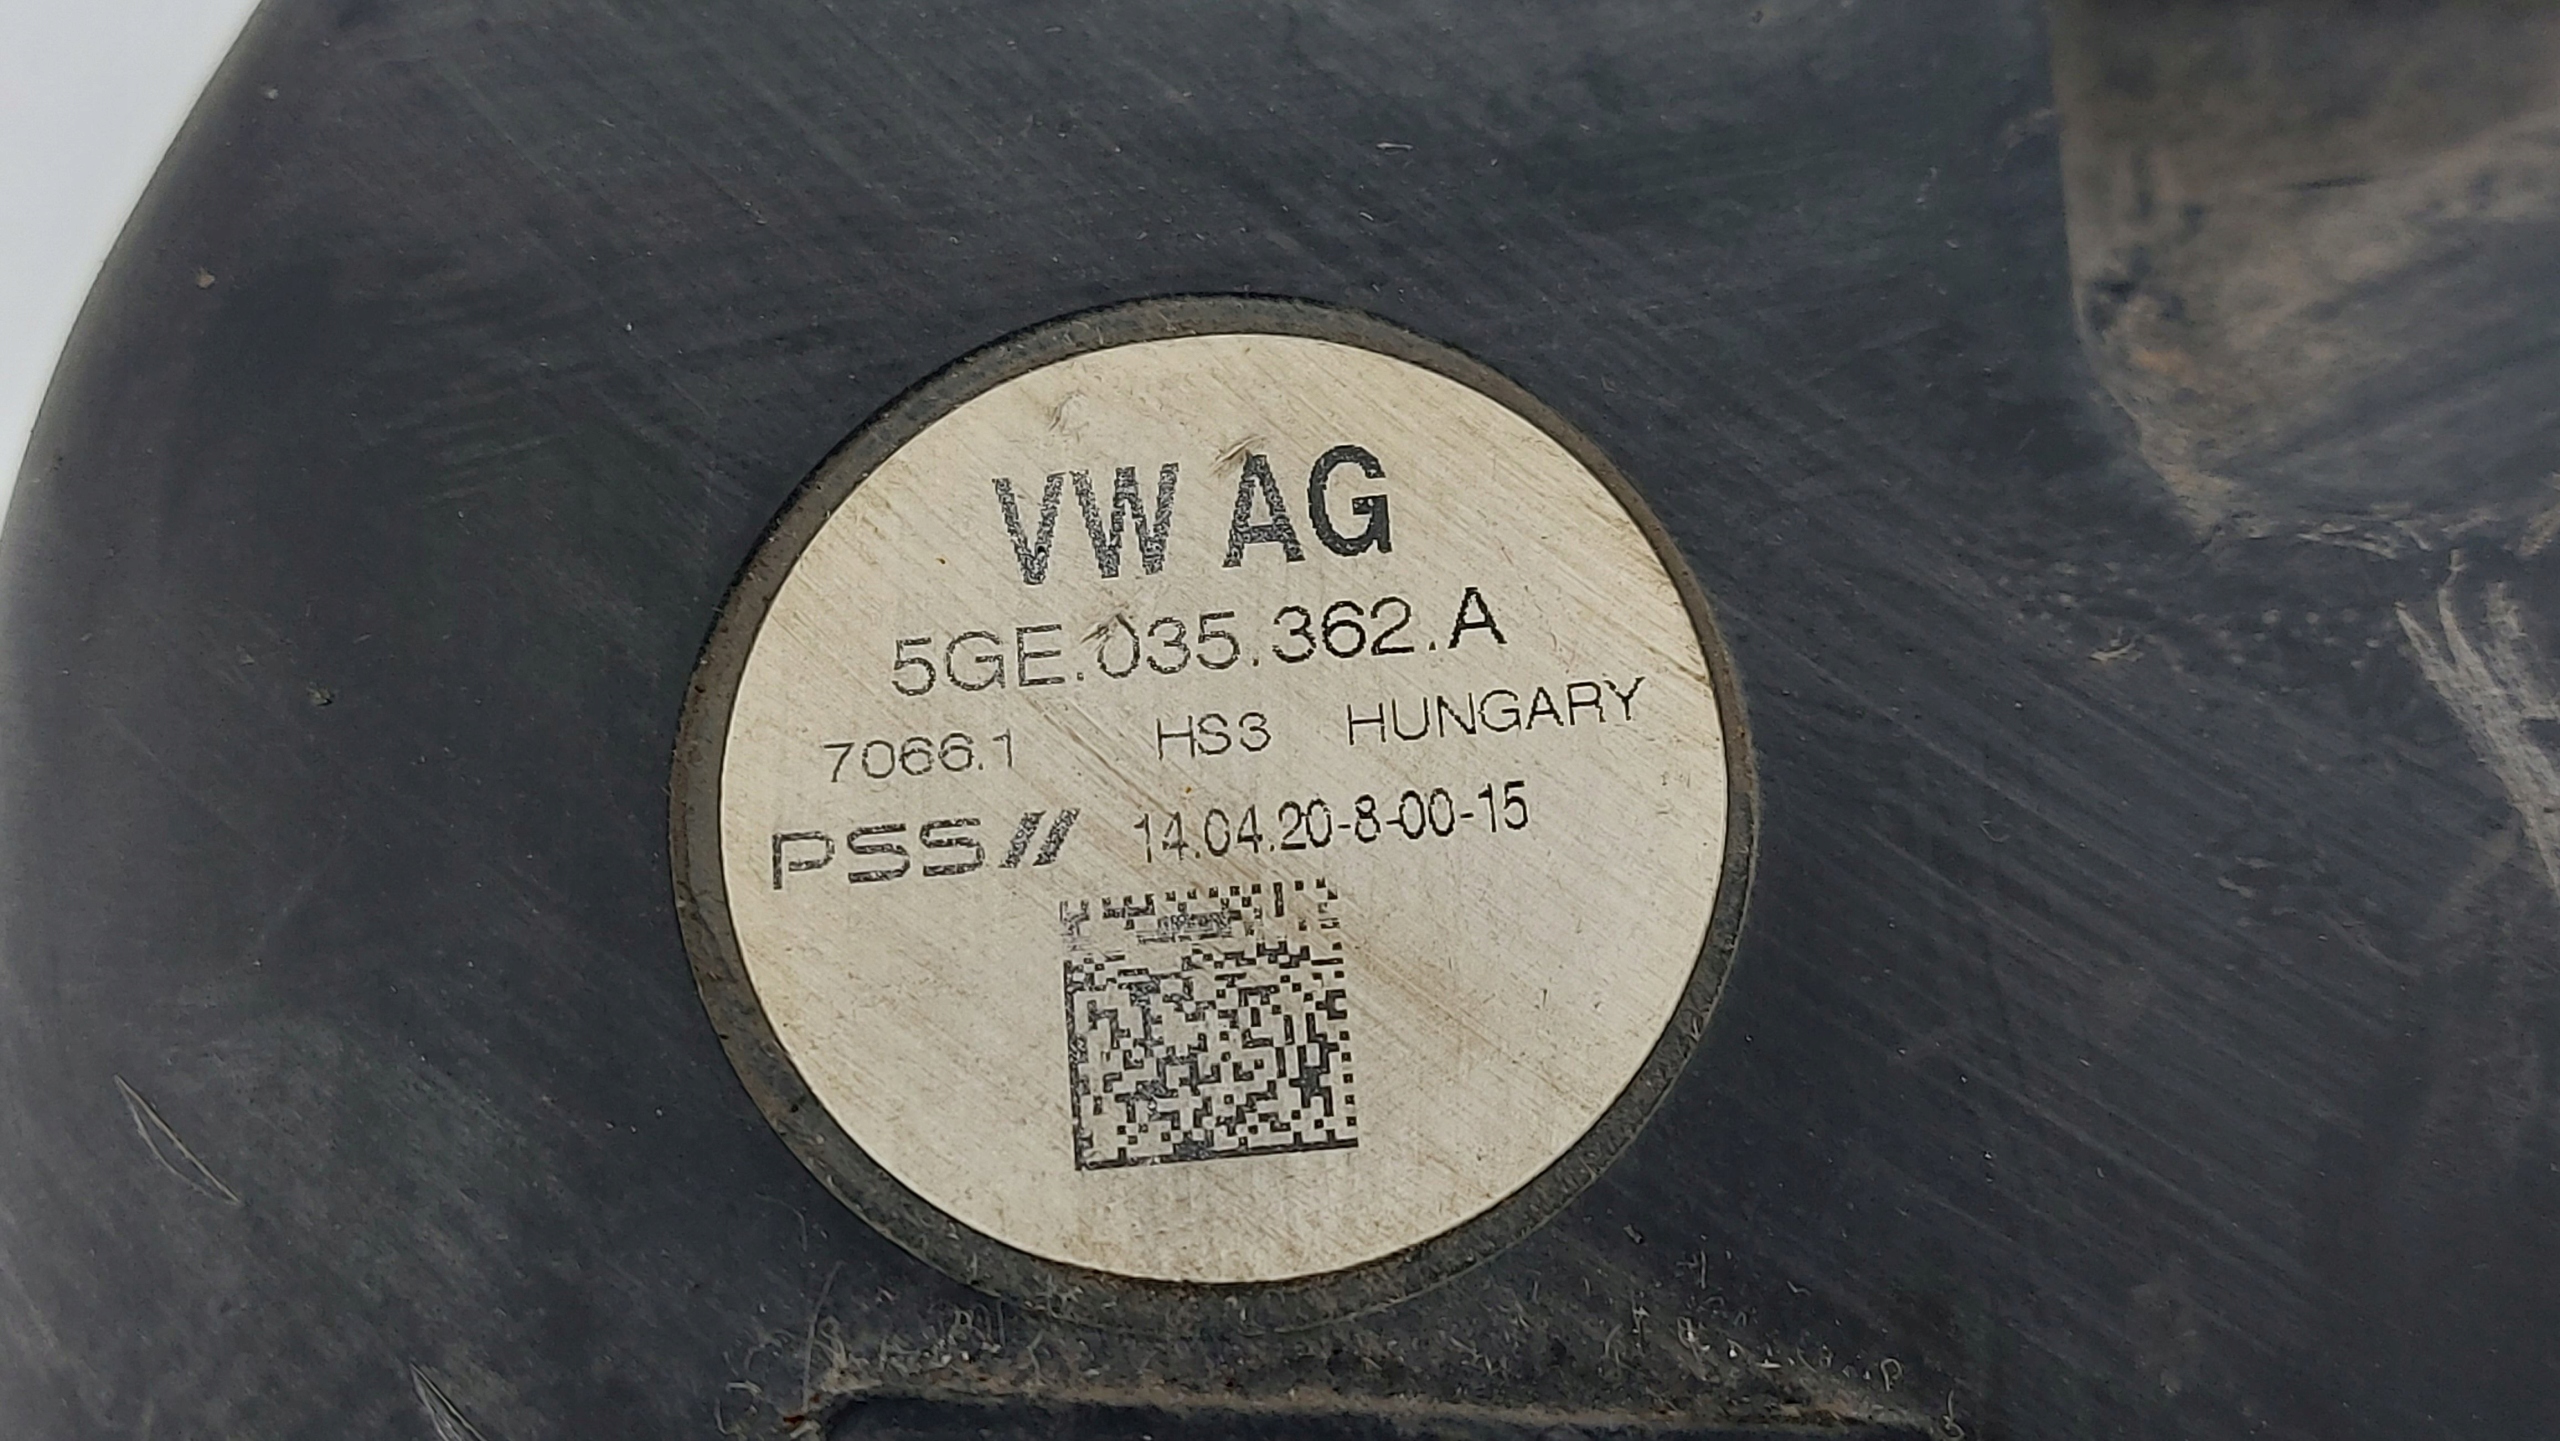 VW AG
5GE.035.362.A
7066.1 HS3 HUNGARY
PSS// 14.04.20-8-00-15